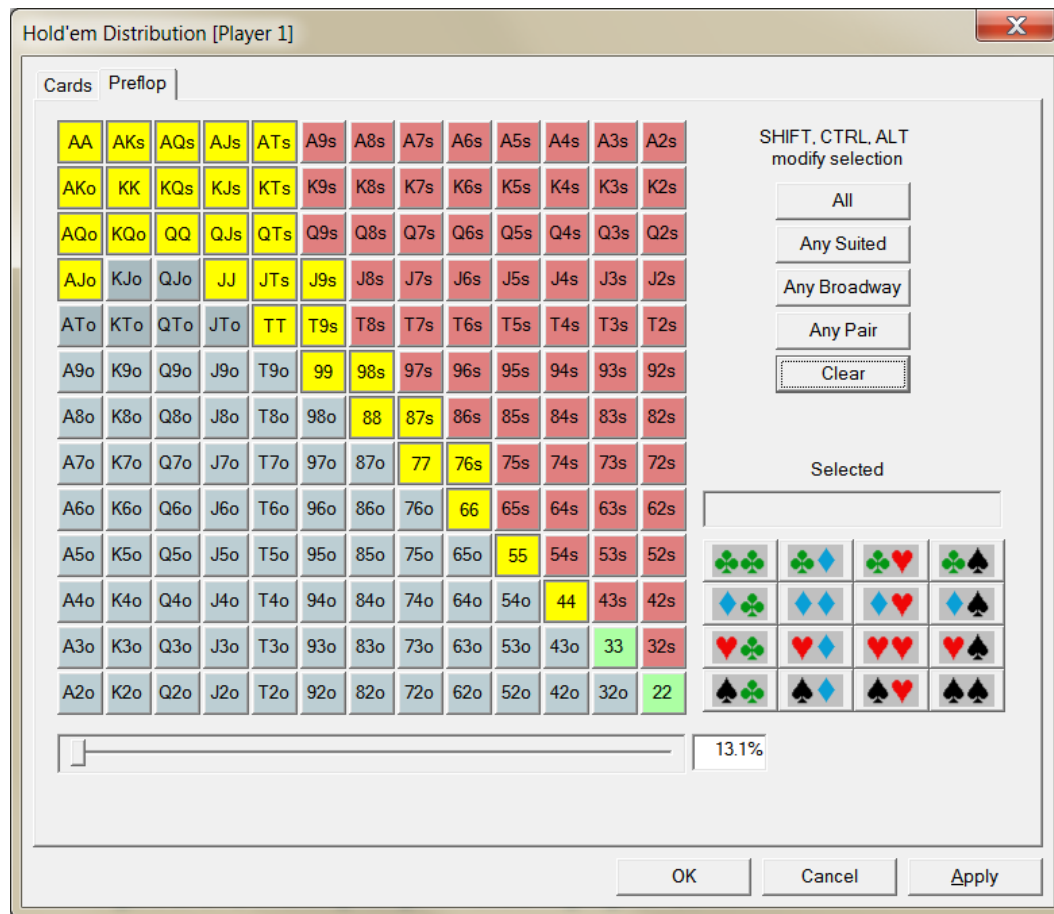 Hold'em Distribution [Player 1]
X
Cards Preflop
AA AKs AQs AJs ATs A9s A8s A7s A6s A5s A4s A3s A2s
AKo KK KQs KJs KTs K9s K8s K7s K6s K5s K4s K3s K2s
AQo KQo QQ QJs QTs Q9s Q8s Q7s Q6s Q5s Q4s Q3s Q2s
AJo KJo QJo JJ JTs J9s J8s J7s J6s J5s J4s J3s J2s
ATo KTo QTo JTo TT T9s T8s T7s T6s T5s T4s T3s T2s
A9o K9o Q9o J9o T9o 99 98s 97s 96s 95s 94s 93s 92s
A8o K8o Q8o J8o T8o 98o 88 87s 86s 85s 84s 83s 82s
A7o K7o Q7o J7o T7o 97o 87o 77 76s 75s 74s 73s 72s
A6o K6o Q6o J6o T6o 96o 86o 76o 66 65s 64s 63s 62s
A5o K5o Q5o J5o T5o 95o 85o 75o 65o 55 54s 53s 52s
A4o K4o Q4o J4o T4o 94o 84o 74o 64o 54o 44 43s 42s
A3o K3o Q3o J3o T3o 93o 83o 73o 63o 53o 43o 33 32s
A2o K2o Q2o J2o T2o 92o 82o 72o 62o 52o 42o 32o 22
SHIFT, CTRL, ALT
modify selection
All
Any Suited
Any Broadway
Any Pair
Clear
Selected
13.1%
OK Cancel Apply